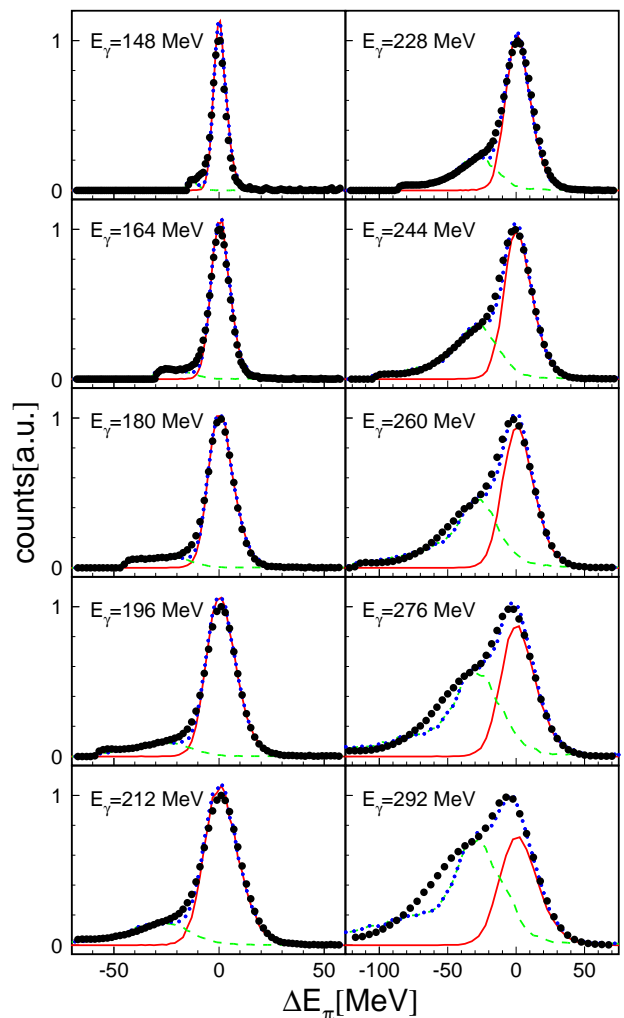 E_γ=148 MeV
E_γ=228 MeV
1
0
E_γ=164 MeV
E_γ=244 MeV
1
0
E_γ=180 MeV
E_γ=260 MeV
1
0
E_γ=196 MeV
E_γ=276 MeV
1
0
E_γ=212 MeV
E_γ=292 MeV
1
0
counts[a.u.]
-50 0 50 -100 -50 0 50
ΔE_π[MeV]